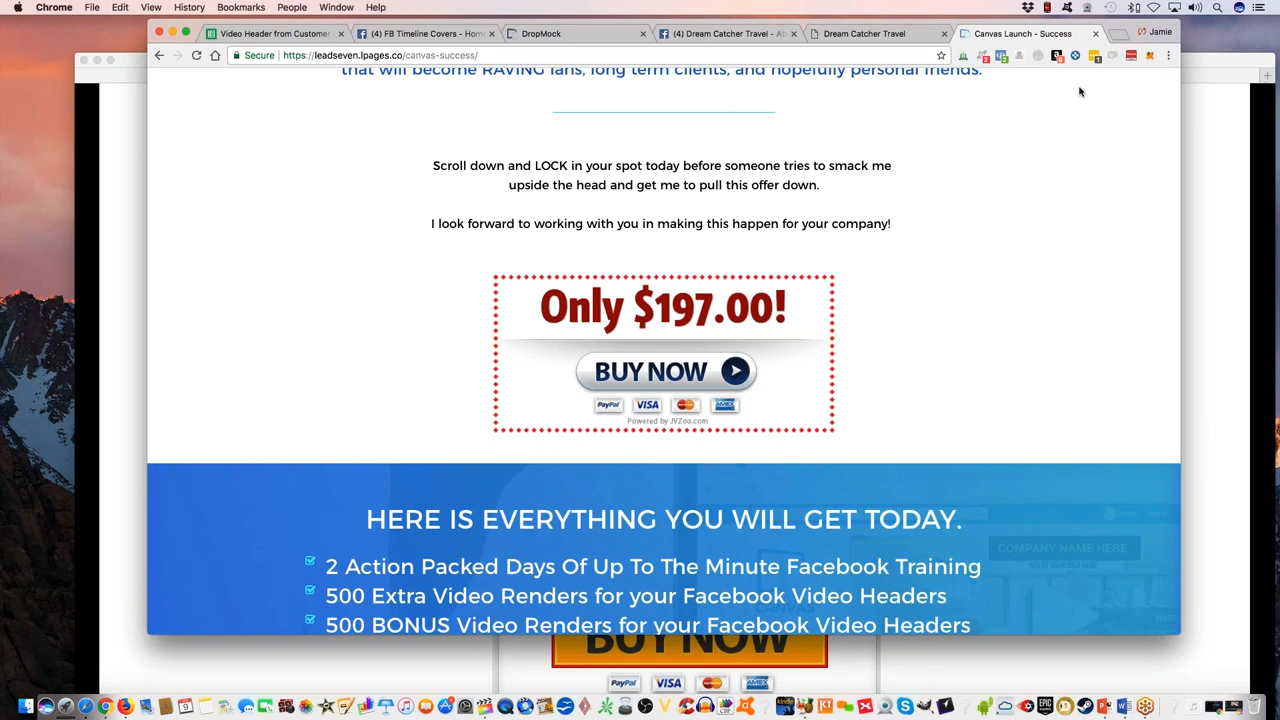 Chrome File Edit View History Bookmarks People Window Help
Video Header from Customer
(4) FB Timeline Covers - Hom
DropMock
(4) Dream Catcher Travel - Ab
Dream Catcher Travel
Canvas Launch - Success
Jamie
Secure https://leadseven.lpages.co/canvas-success/
that will become RAVING fans, long term clients, and hopefully personal friends.
Scroll down and LOCK in your spot today before someone tries to smack me
upside the head and get me to pull this offer down.
I look forward to working with you in making this happen for your company!
Only $197.00!
BUY NOW
PayPal VISA MasterCard AMEX
Powered by JVZoo.com
COMPANY NAME HERE
HERE IS EVERYTHING YOU WILL GET TODAY.
2 Action Packed Days Of Up To The Minute Facebook Training
500 Extra Video Renders for your Facebook Video Headers
500 BONUS Video Renders for your Facebook Video Headers
BUY NOW
PayPal VISA MasterCard AMEX